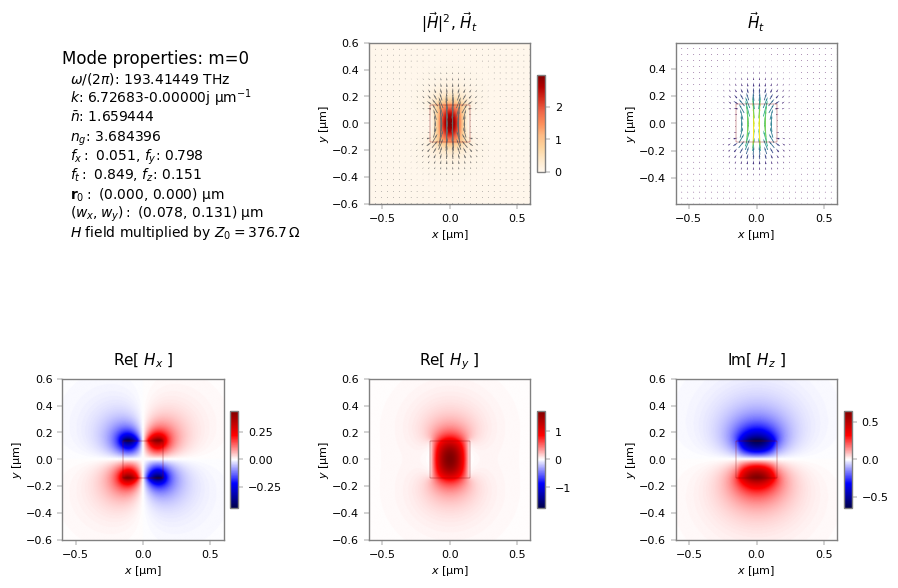 Mode properties: m=0
ω/(2π): 193.41449 THz
k: 6.72683-0.00000j μm⁻¹
n̄: 1.659444
n_g: 3.684396
f_x: 0.051, f_y: 0.798
f_t: 0.849, f_z: 0.151
r₀: (0.000, 0.000) μm
(w_x, w_y): (0.078, 0.131) μm
H field multiplied by Z₀ = 376.7 Ω
|H⃗|², H⃗_t
0.6
0.4
0.2
0.0
−0.2
−0.4
−0.6
y [μm]
−0.5 0.0 0.5
x [μm]
2
1
0
H⃗_t
0.4
0.2
0.0
−0.2
−0.4
y [μm]
−0.5 0.0 0.5
x [μm]
Re[ H_x ]
0.6
0.4
0.2
0.0
−0.2
−0.4
−0.6
y [μm]
−0.5 0.0 0.5
x [μm]
0.25
0.00
−0.25
Re[ H_y ]
0.6
0.4
0.2
0.0
−0.2
−0.4
−0.6
y [μm]
−0.5 0.0 0.5
x [μm]
1
0
−1
Im[ H_z ]
0.6
0.4
0.2
0.0
−0.2
−0.4
−0.6
y [μm]
−0.5 0.0 0.5
x [μm]
0.5
0.0
−0.5